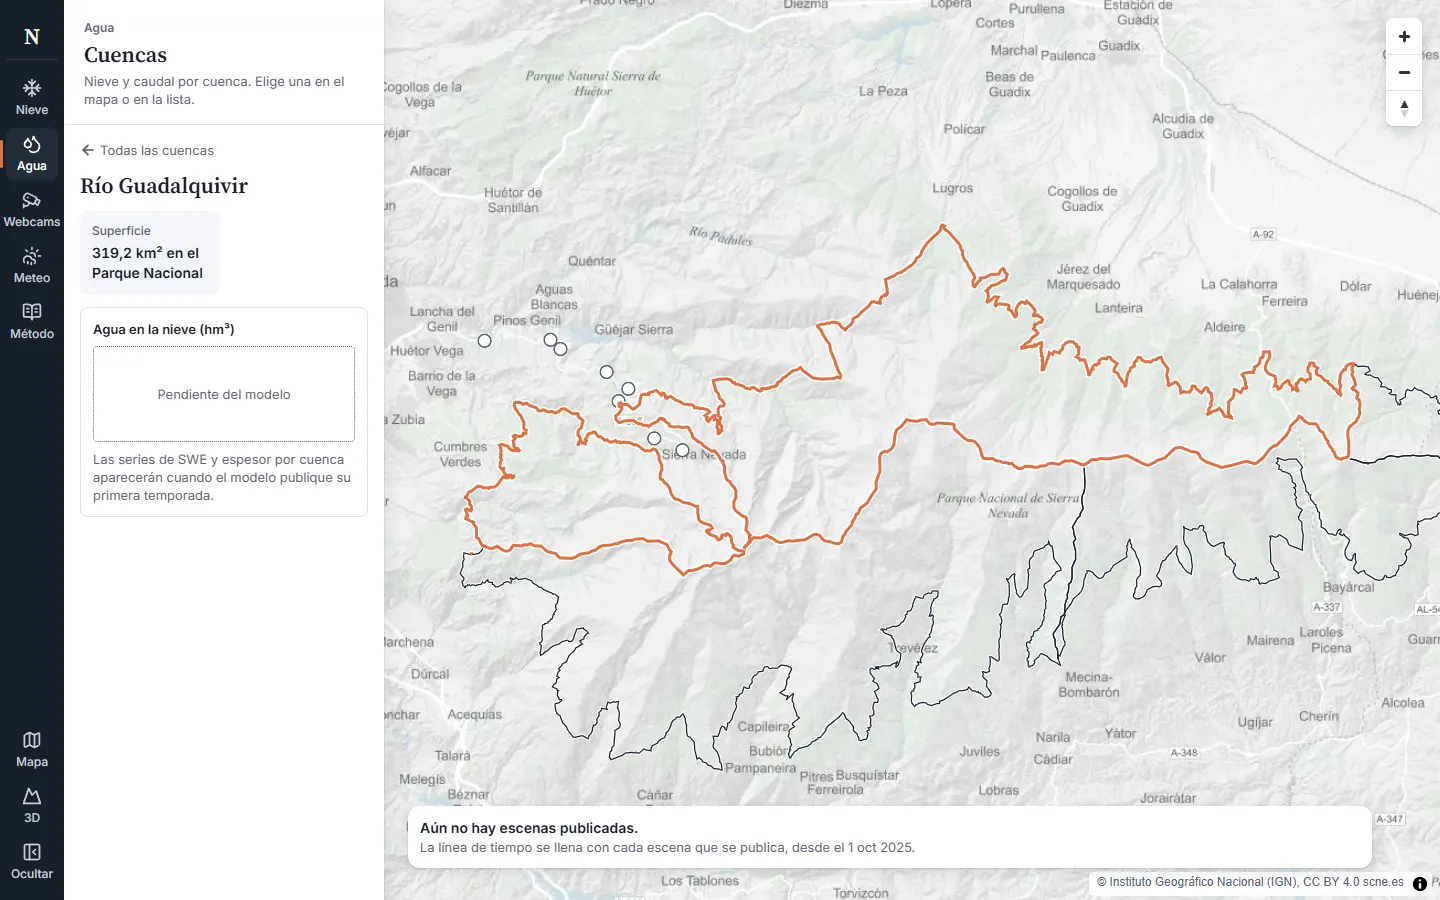 N
Nieve
Agua
Webcams
Meteo
Método
Mapa
3D
Ocultar
Agua
Cuencas
Nieve y caudal por cuenca. Elige una en el
mapa o en la lista.
Todas las cuencas
Río Guadalquivir
Superficie
319,2 km² en el
Parque Nacional
Agua en la nieve (hm³)
Pendiente del modelo
Las series de SWE y espesor por cuenca
aparecerán cuando el modelo publique su
primera temporada.
Diezma
Lopera
Purullena
Estación de
Guadix
Cortes
Marchal
Paulenca
Guadix
Parque Natural Sierra de
Huétor
Beas de
Guadix
La Peza
Cogollos de la
Vega
Alcudia de
Guadix
Polícar
Alfacar
Lugros
Huétor de
Santillán
Cogollos de
Guadix
Río Padules
A-92
Quéntar
Jérez del
Marquesado
La Calahorra
Dólar
Aguas
Blancas
Ferreira
Lanteira
Lancha del
Genil
Pinos Genil
Güéjar Sierra
Aldeire
Huétor Vega
Barrio de la
Vega
Cumbres
Verdes
Sierra Nevada
Parque Nacional de Sierra
Nevada
Bayárcal
A-337
Laroles
Mairena
Picena
Trevélez
Válor
Dúrcal
Mecina-
Bombarón
Acequias
Alcolea
Cherín
Ugíjar
Capileira
Yátor
Narila
Bubión
Juviles
A-348
Talará
Cádiar
Pampaneira
Pitres
Busquístar
Ferreirola
Melegís
Lobras
Béznar
Cáñar
Jorairátar
A-347
Aún no hay escenas publicadas.
La línea de tiempo se llena con cada escena que se publica, desde el 1 oct 2025.
Los Tablones
Torvizcón
© Instituto Geográfico Nacional (IGN), CC BY 4.0 scne.es